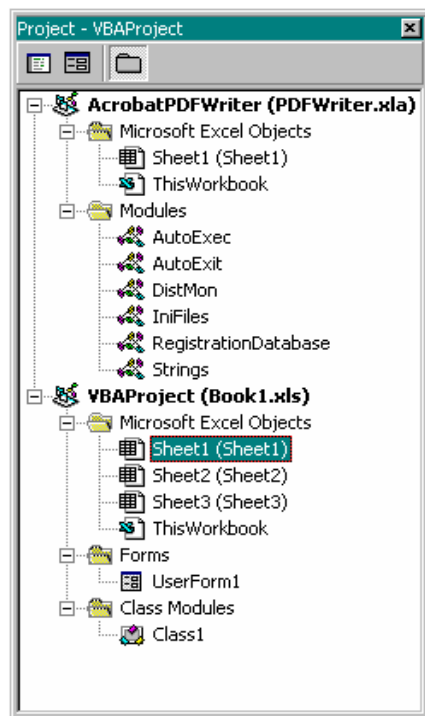 Project - VBAProject
AcrobatPDFWriter (PDFWriter.xla)
Microsoft Excel Objects
Sheet1 (Sheet1)
ThisWorkbook
Modules
AutoExec
AutoExit
DistMon
IniFiles
RegistrationDatabase
Strings
VBAProject (Book1.xls)
Microsoft Excel Objects
Sheet1 (Sheet1)
Sheet2 (Sheet2)
Sheet3 (Sheet3)
ThisWorkbook
Forms
UserForm1
Class Modules
Class1